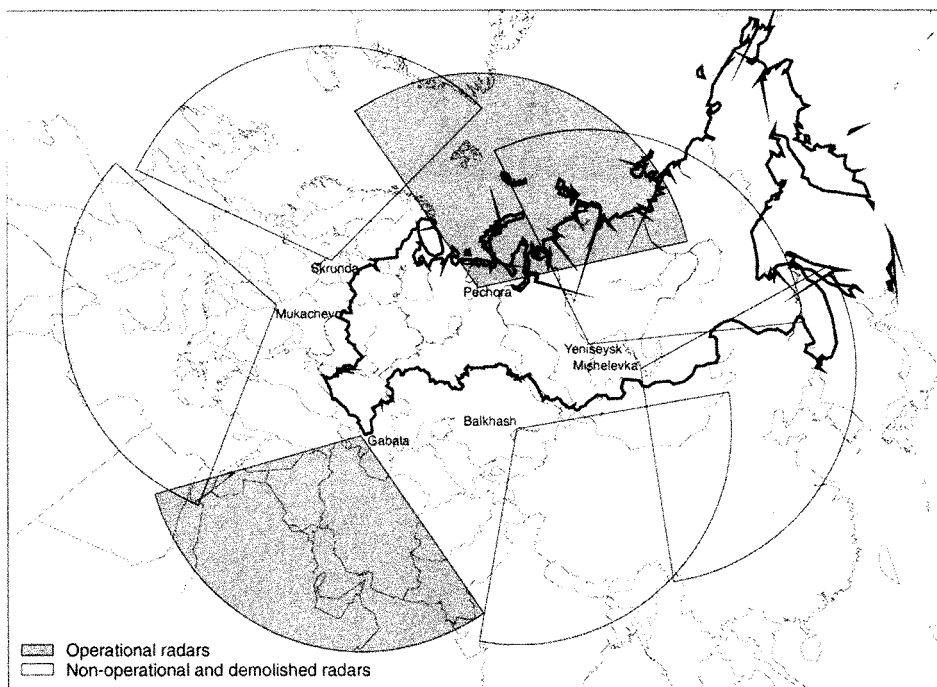 Skrunda
Pechora
Mukachevo
Yeniseysk
Mishelevka
Balkhash
Gabala
Operational radars
Non-operational and demolished radars